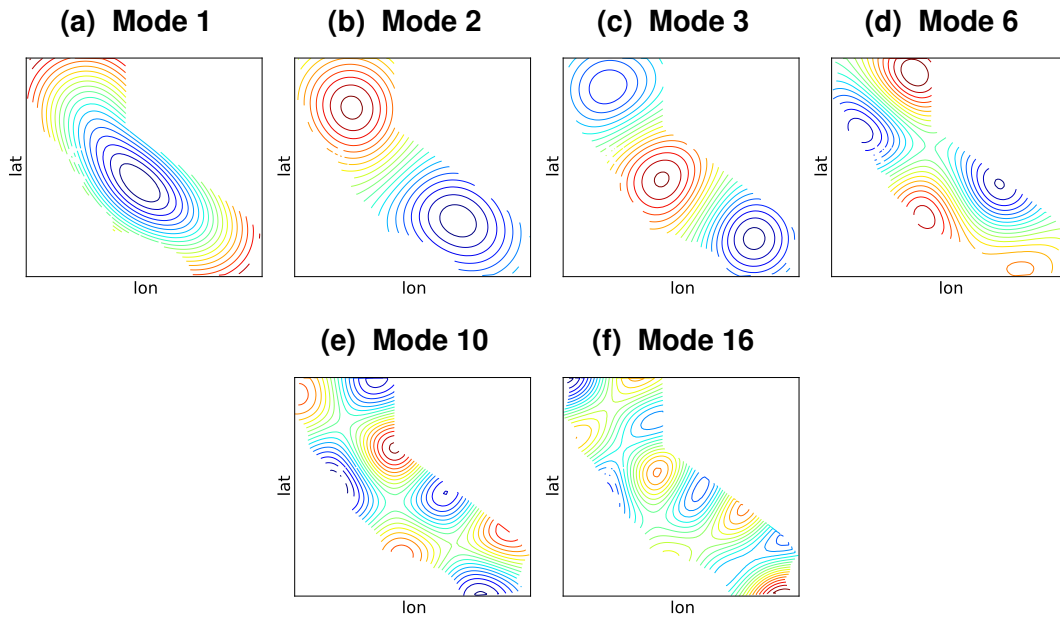 (a) Mode 1
(b) Mode 2
(c) Mode 3
(d) Mode 6
lat
lon
lat
lon
lat
lon
lat
lon
(e) Mode 10
(f) Mode 16
lat
lon
lat
lon